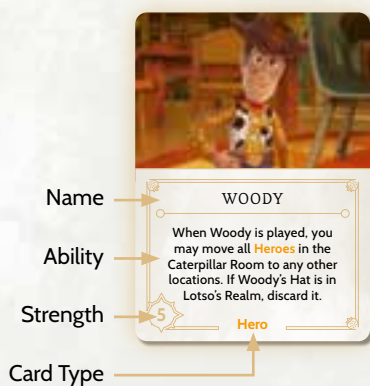 Name
WOODY
Ability
When Woody is played, you
may move all Heroes in the
Caterpillar Room to any other
locations. If Woody's Hat is in
Lotso's Realm, discard it.
Strength
5
Hero
Card Type